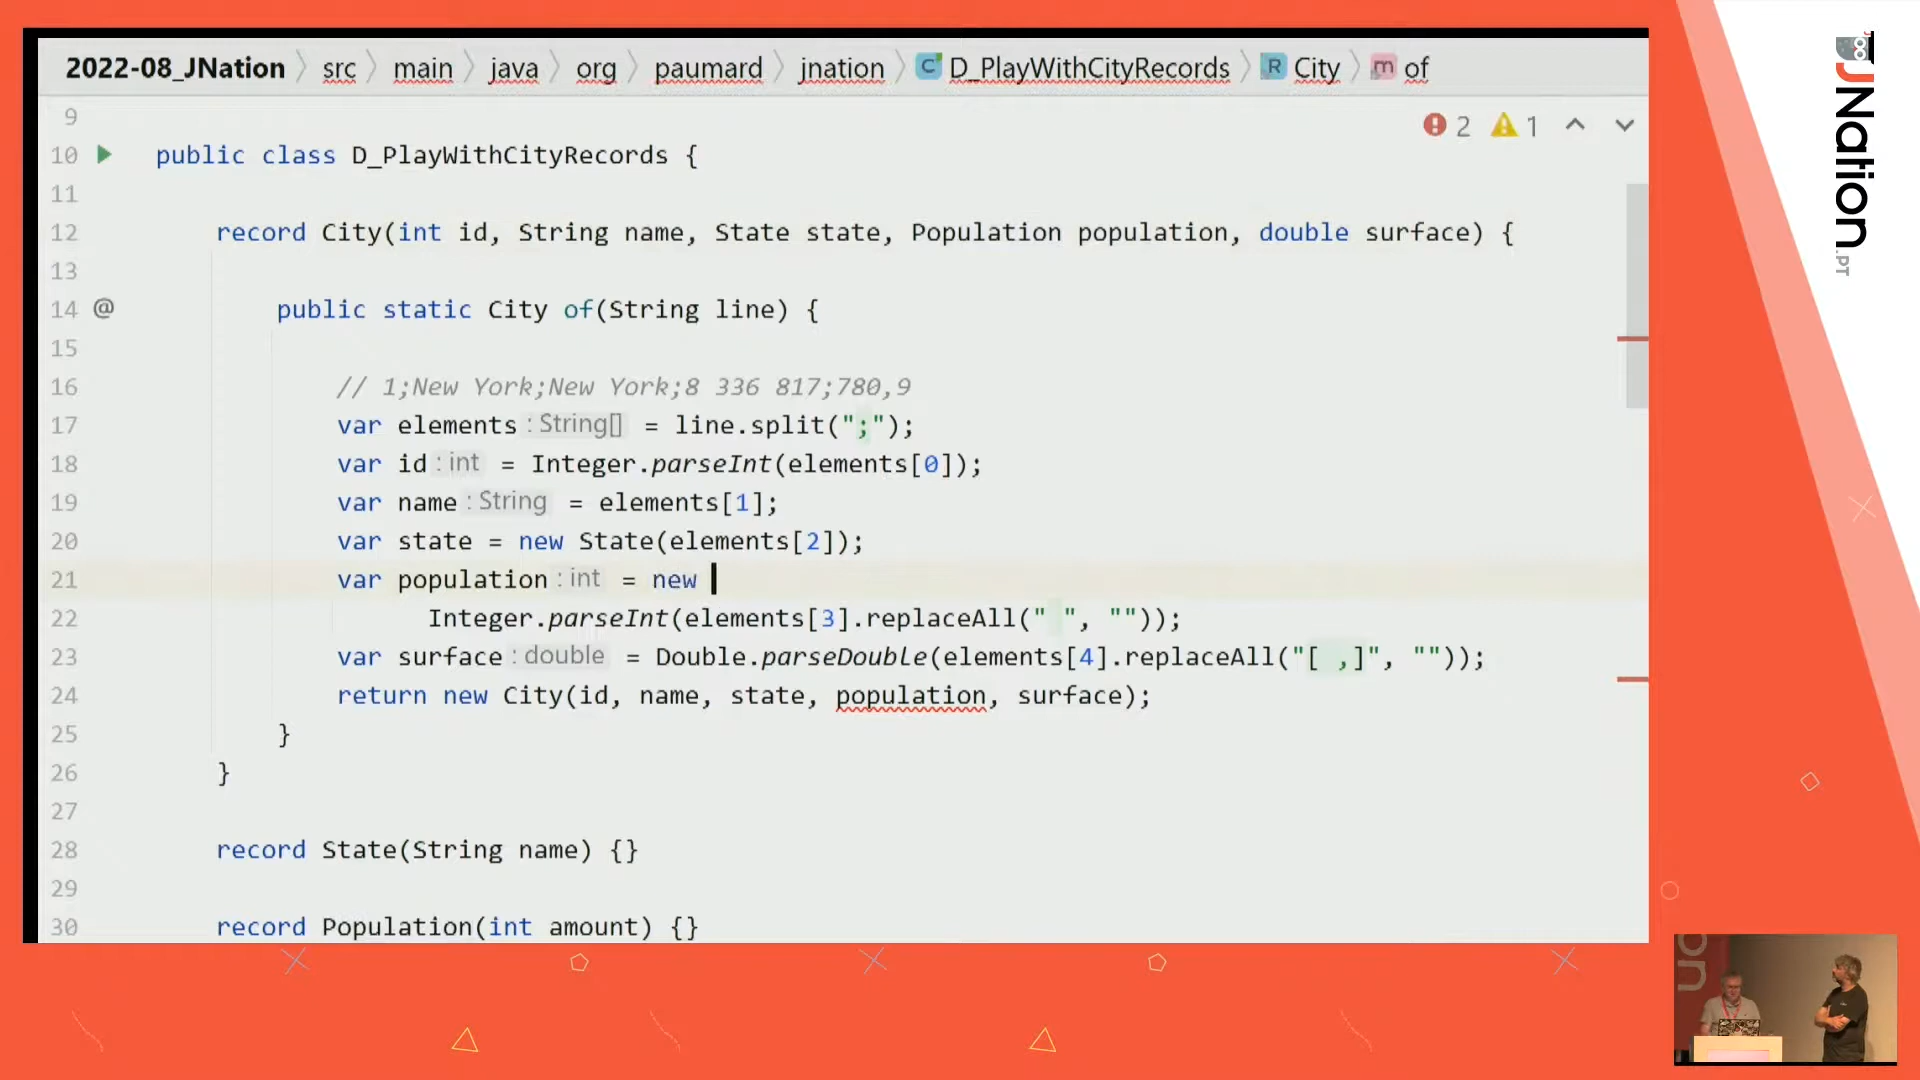 2022-08_JNation src main java org paumard jnation C D_PlayWithCityRecords R City m of
2 1
9
10 public class D_PlayWithCityRecords {
11
12 record City(int id, String name, State state, Population population, double surface) {
13
14 @ public static City of(String line) {
15
16 // 1;New York;New York;8 336 817;780,9
17 var elements : String[] = line.split(";");
18 var id : int = Integer.parseInt(elements[0]);
19 var name : String = elements[1];
20 var state = new State(elements[2]);
21 var population : int = new
22 Integer.parseInt(elements[3].replaceAll(" ", ""));
23 var surface : double = Double.parseDouble(elements[4].replaceAll("[ ,]", ""));
24 return new City(id, name, state, population, surface);
25 }
26 }
27
28 record State(String name) {}
29
30 record Population(int amount) {}
JNation.PT
on